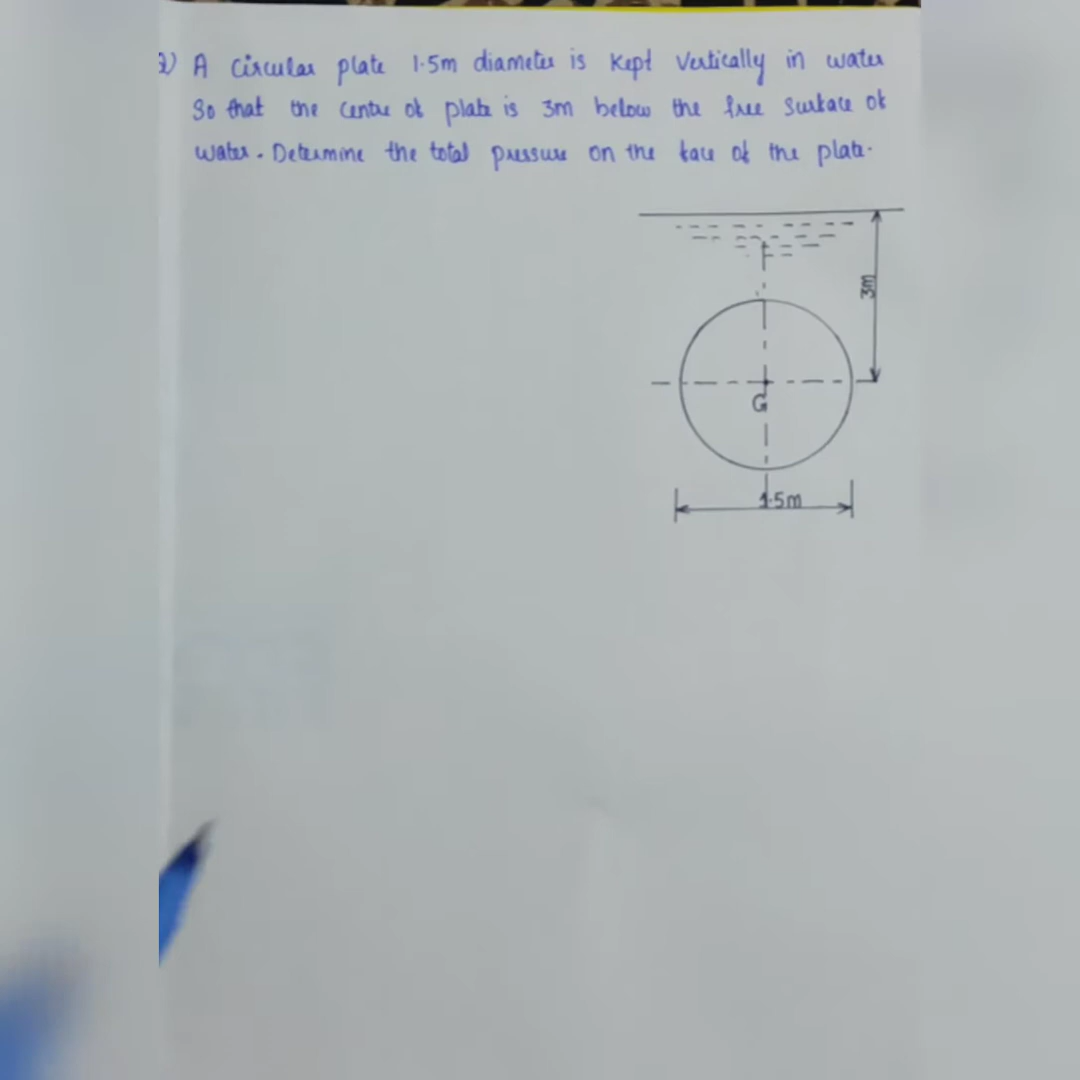 2) A Circular plate 1.5m diameter is Kept Vertically in water
So that the Centre of plate is 3m below the free Surface of
water. Determine the total pressure on the face of the plate.
3m
G
1.5m